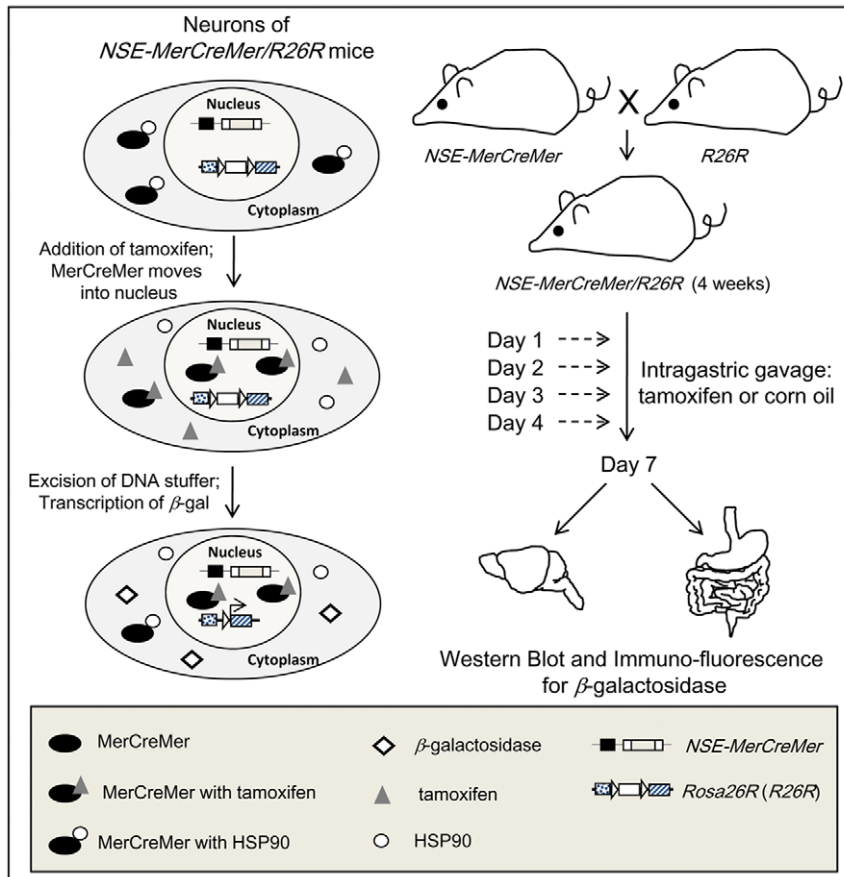 Neurons of
NSE-MerCreMer/R26R mice
Nucleus
Cytoplasm
Addition of tamoxifen;
MerCreMer moves
into nucleus
Nucleus
Cytoplasm
Excision of DNA stuffer;
Transcription of β-gal
Nucleus
Cytoplasm
X
NSE-MerCreMer
R26R
NSE-MerCreMer/R26R (4 weeks)
Day 1
Day 2
Day 3
Day 4
Intragastric gavage:
tamoxifen or corn oil
Day 7
Western Blot and Immuno-fluorescence
for β-galactosidase
MerCreMer
β-galactosidase
NSE-MerCreMer
MerCreMer with tamoxifen
tamoxifen
Rosa26R (R26R)
MerCreMer with HSP90
HSP90